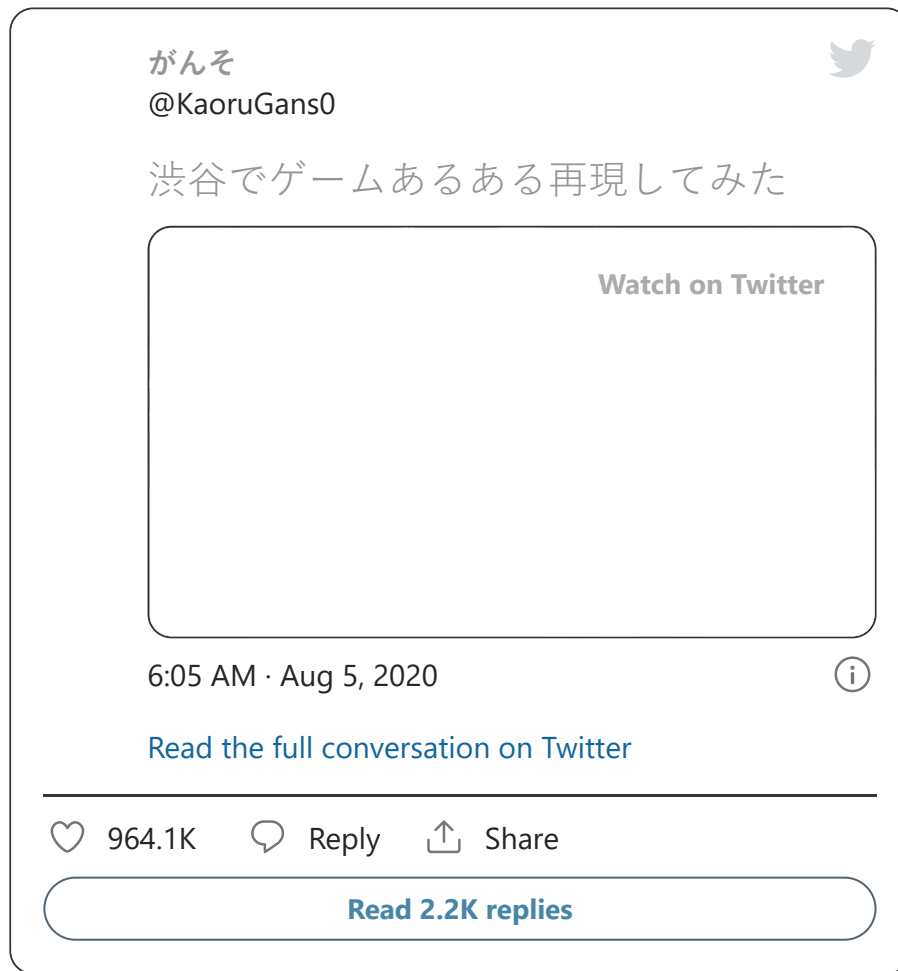 がんそ
@KaoruGans0
渋谷でゲームあるある再現してみた
Watch on Twitter
6:05 AM · Aug 5, 2020
Read the full conversation on Twitter
964.1K Reply Share
Read 2.2K replies